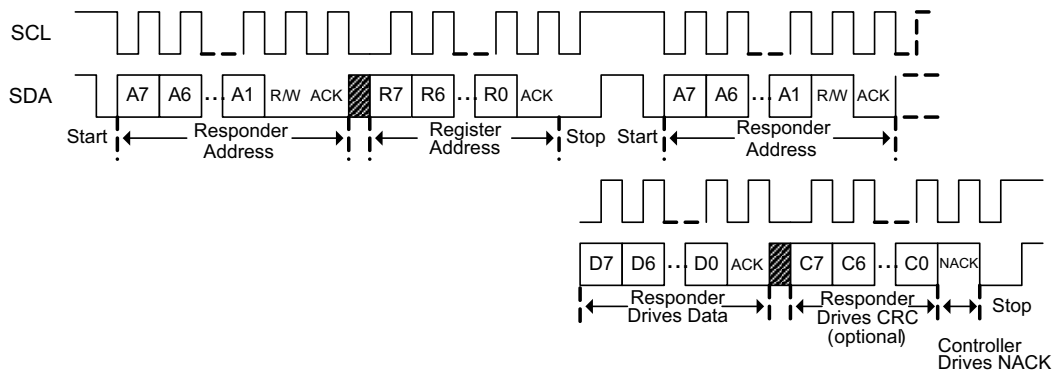 SCL
SDA A7 A6 ... A1 R/W ACK R7 R6 ... R0 ACK A7 A6 ... A1 R/W ACK
Start Responder Address Register Address Stop Start Responder Address
D7 D6 ... D0 ACK C7 C6 ... C0 NACK
Responder Drives Data Responder Drives CRC (optional) Stop
Controller Drives NACK